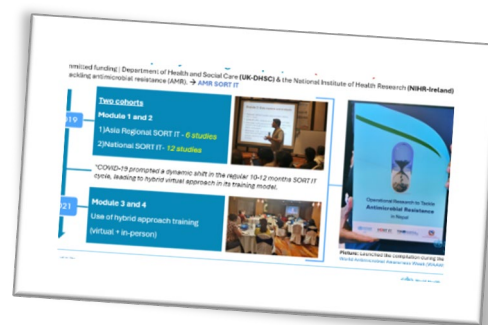 mmitted funding | Department of Health and Social Care (UK-DHSC) & the National Institute of Health Research (NIHR-Ireland)
ackling antimicrobial resistance (AMR). → AMR SORT IT
019
Two cohorts
Module 1 and 2
1)Asia Regional SORT IT - 6 studies
2)National SORT IT - 12 studies
*COVID-19 prompted a dynamic shift in the regular 10-12 months SORT IT
cycle, leading to hybrid virtual approach in its training model.
021
Module 3 and 4
Use of hybrid approach training
(virtual + in-person)
Operational Research to Tackle
Antimicrobial Resistance
in Nepal
Picture: Launched the compilation during the
World Antimicrobial Awareness Week